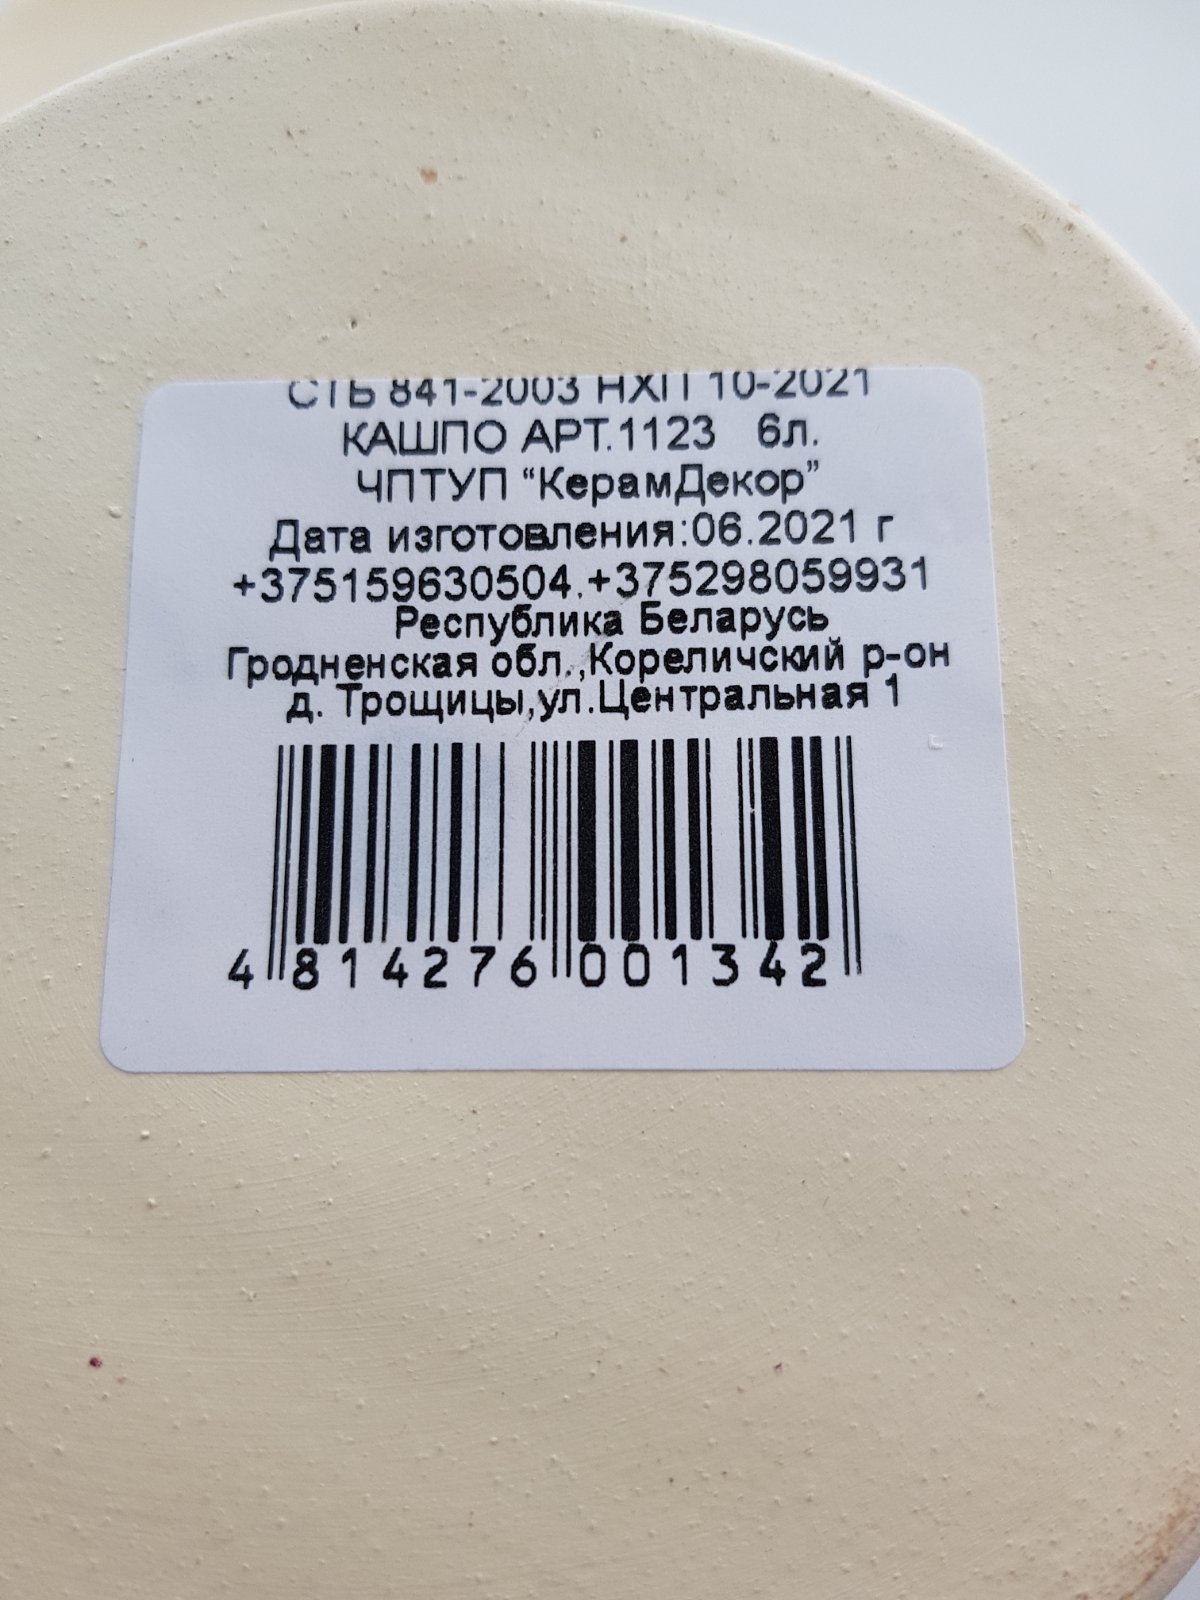 СТБ 841-2003 НХП 10-2021
КАШПО АРТ.1123 6л.
ЧПТУП “КерамДекор”
Дата изготовления:06.2021 г
+375159630504.+375298059931
Республика Беларусь
Гродненская обл.,Кореличский р-он
д. Трощицы,ул.Центральная 1
4 814276 001342